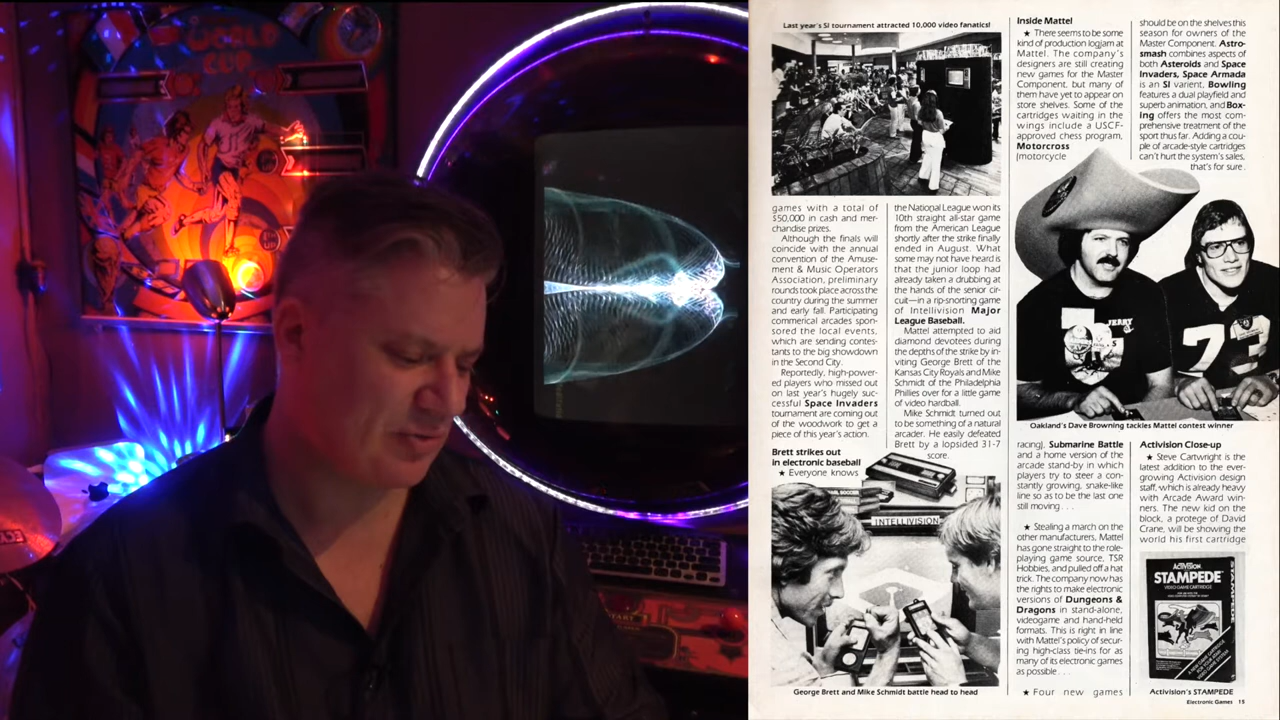 Last year's SI tournament attracted 10,000 video fanatics!
games with a total of
$50,000 in cash and mer-
chandise prizes.
Although the finals will
coincide with the annual
convention of the Amuse-
ment & Music Operators
Association, preliminary
rounds took place across the
country during the summer
and early fall. Participating
commerical arcades spon-
sored the local events,
which are sending contes-
tants to the big showdown
in the Second City.
Reportedly, high-power-
ed players who missed out
on last year's hugely suc-
cessful Space Invaders
tournament are coming out
of the woodwork to get a
piece of this year's action.
Brett strikes out
in electronic baseball
★ Everyone knows
the National League won its
10th straight all-star game
from the American League
shortly after the strike finally
ended in August. What
some may not have heard is
that the junior loop had
already taken a drubbing at
the hands of the senior cir-
cuit—in a rip-snorting game
of Intellivision Major
League Baseball.
Mattel attempted to aid
diamond devotees during
the depths of the strike by in-
viting George Brett of the
Kansas City Royals and Mike
Schmidt of the Philadelphia
Phillies over for a little game
of video hardball.
Mike Schmidt turned out
to be something of a natural
arcader. He easily defeated
Brett by a lopsided 31-7
score.
INTELLIVISION
George Brett and Mike Schmidt battle head to head
Inside Mattel
★ There seems to be some
kind of production logjam at
Mattel. The company's
designers are still creating
new games for the Master
Component, but many of
them have yet to appear on
store shelves. Some of the
cartridges waiting in the
wings include a USCF-
approved chess program,
Motorcross
(motorcycle
should be on the shelves this
season for owners of the
Master Component. Astro-
smash combines aspects of
both Asteroids and Space
Invaders, Space Armada
is an SI varient, Bowling
features a dual playfield and
superb animation, and Box-
ing offers the most com-
prehensive treatment of the
sport thus far. Adding a cou-
ple of arcade-style cartridges
can't hurt the system's sales,
that's for sure.
JERRY
73
Oakland's Dave Browning tackles Mattel contest winner
racing), Submarine Battle
and a home version of the
arcade stand-by in which
players try to steer a con-
stantly growing, snake-like
line so as to be the last one
still moving . . .
★ Stealing a march on the
other manufacturers, Mattel
has gone straight to the role-
playing game source, TSR
Hobbies, and pulled off a hat
trick. The company now has
the rights to make electronic
versions of Dungeons &
Dragons in stand-alone,
videogame and hand-held
formats. This is right in line
with Mattel's policy of secur-
ing high-class tie-ins for as
many of its electronic games
as possible . . .
★ Four new games
Activision Close-up
★ Steve Cartwright is the
latest addition to the ever-
growing Activision design
staff, which is already heavy
with Arcade Award win-
ners. The new kid on the
block, a protege of David
Crane, will be showing the
world his first cartridge
ACTIVISION
STAMPEDE
VIDEO GAME CARTRIDGE
STAMPEDE
Activision's STAMPEDE
Electronic Games 15